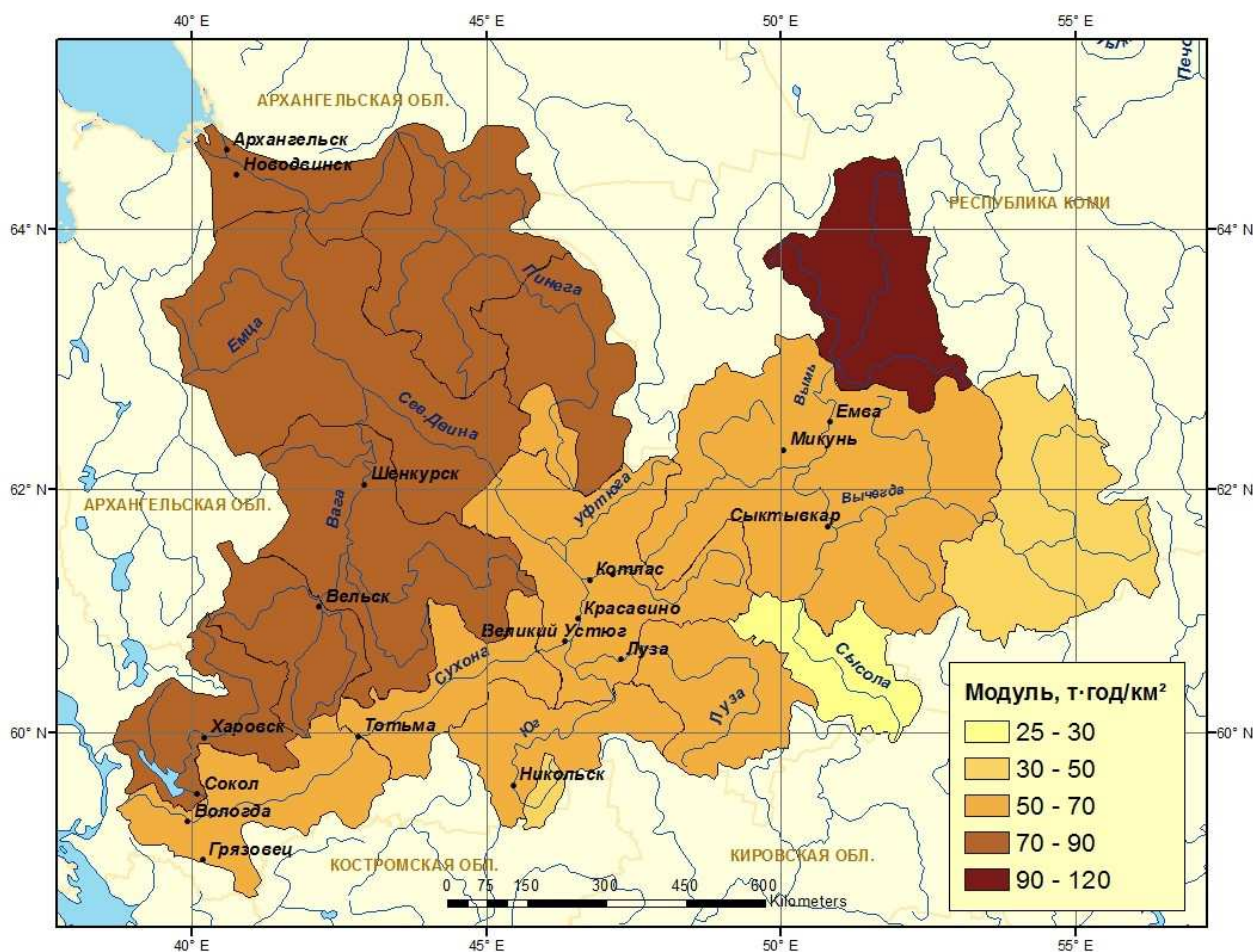 40° E 45° E 50° E 55° E
Печо
АРХАНГЕЛЬСКАЯ ОБЛ.
Архангельск
Новодвинск
РЕСПУБЛИКА КОМИ
64° N 64° N
Пинега
Емца
Вымь
Сев.Двина
Емва
Микунь
Шенкурск
62° N 62° N
АРХАНГЕЛЬСКАЯ ОБЛ.
Вага
Уфтюга
Вычегда
Сыктывкар
Котлас
Вельск
Красавино
Великий Устюг
Луза
Сухона
Сысола
Модуль, т·год/км²
25 - 30
30 - 50
50 - 70
70 - 90
90 - 120
Луза
Харовск
Тотьма
Юг
60° N 60° N
Никольск
Сокол
Вологда
Грязовец
КОСТРОМСКАЯ ОБЛ.
КИРОВСКАЯ ОБЛ.
0 75 150 300 450 600
Kilometers
40° E 45° E 50° E 55° E